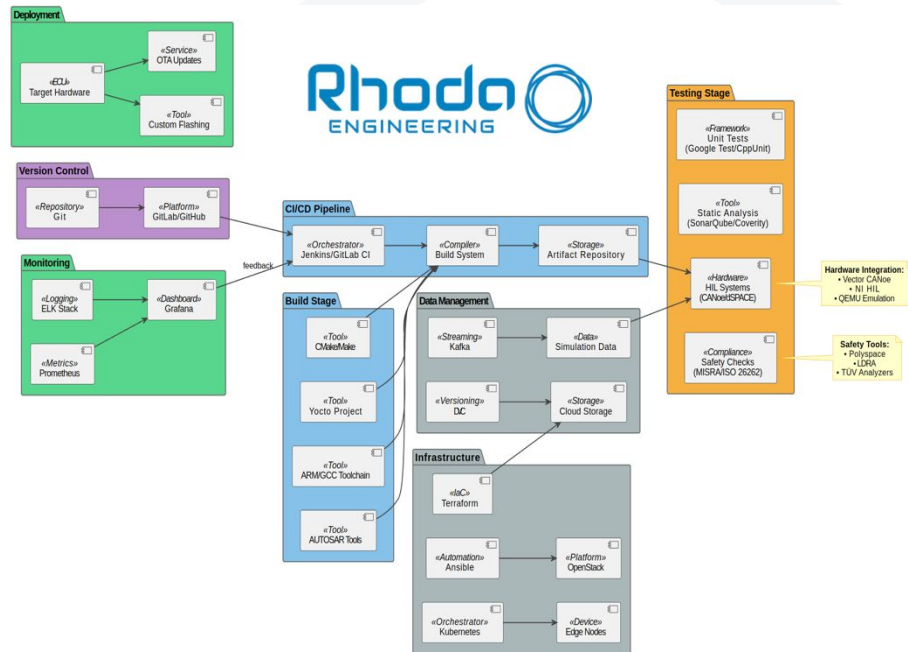 Deployment
«Service»
OTA Updates
«ECU»
Target Hardware
«Tool»
Custom Flashing
Rhoda
ENGINEERING
Version Control
«Repository»
Git
«Platform»
GitLab/GitHub
Monitoring
feedback
«Logging»
ELK Stack
«Dashboard»
Grafana
«Metrics»
Prometheus
CI/CD Pipeline
«Orchestrator»
Jenkins/GitLab CI
«Compiler»
Build System
«Storage»
Artifact Repository
Build Stage
«Tool»
CMake/Make
«Tool»
Yocto Project
«Tool»
ARM/GCC Toolchain
«Tool»
AUTOSAR Tools
Data Management
«Streaming»
Kafka
«Data»
Simulation Data
«Versioning»
DVC
«Storage»
Cloud Storage
Infrastructure
«IaC»
Terraform
«Automation»
Ansible
«Platform»
OpenStack
«Orchestrator»
Kubernetes
«Device»
Edge Nodes
Testing Stage
«Framework»
Unit Tests
(Google Test/CppUnit)
«Tool»
Static Analysis
(SonarQube/Coverity)
«Hardware»
HIL Systems
(CANoe/dSPACE)
«Compliance»
Safety Checks
(MISRA/ISO 26262)
Hardware Integration:
• Vector CANoe
• NI HIL
• QEMU Emulation
Safety Tools:
• Polyspace
• LDRA
• TÜV Analyzers